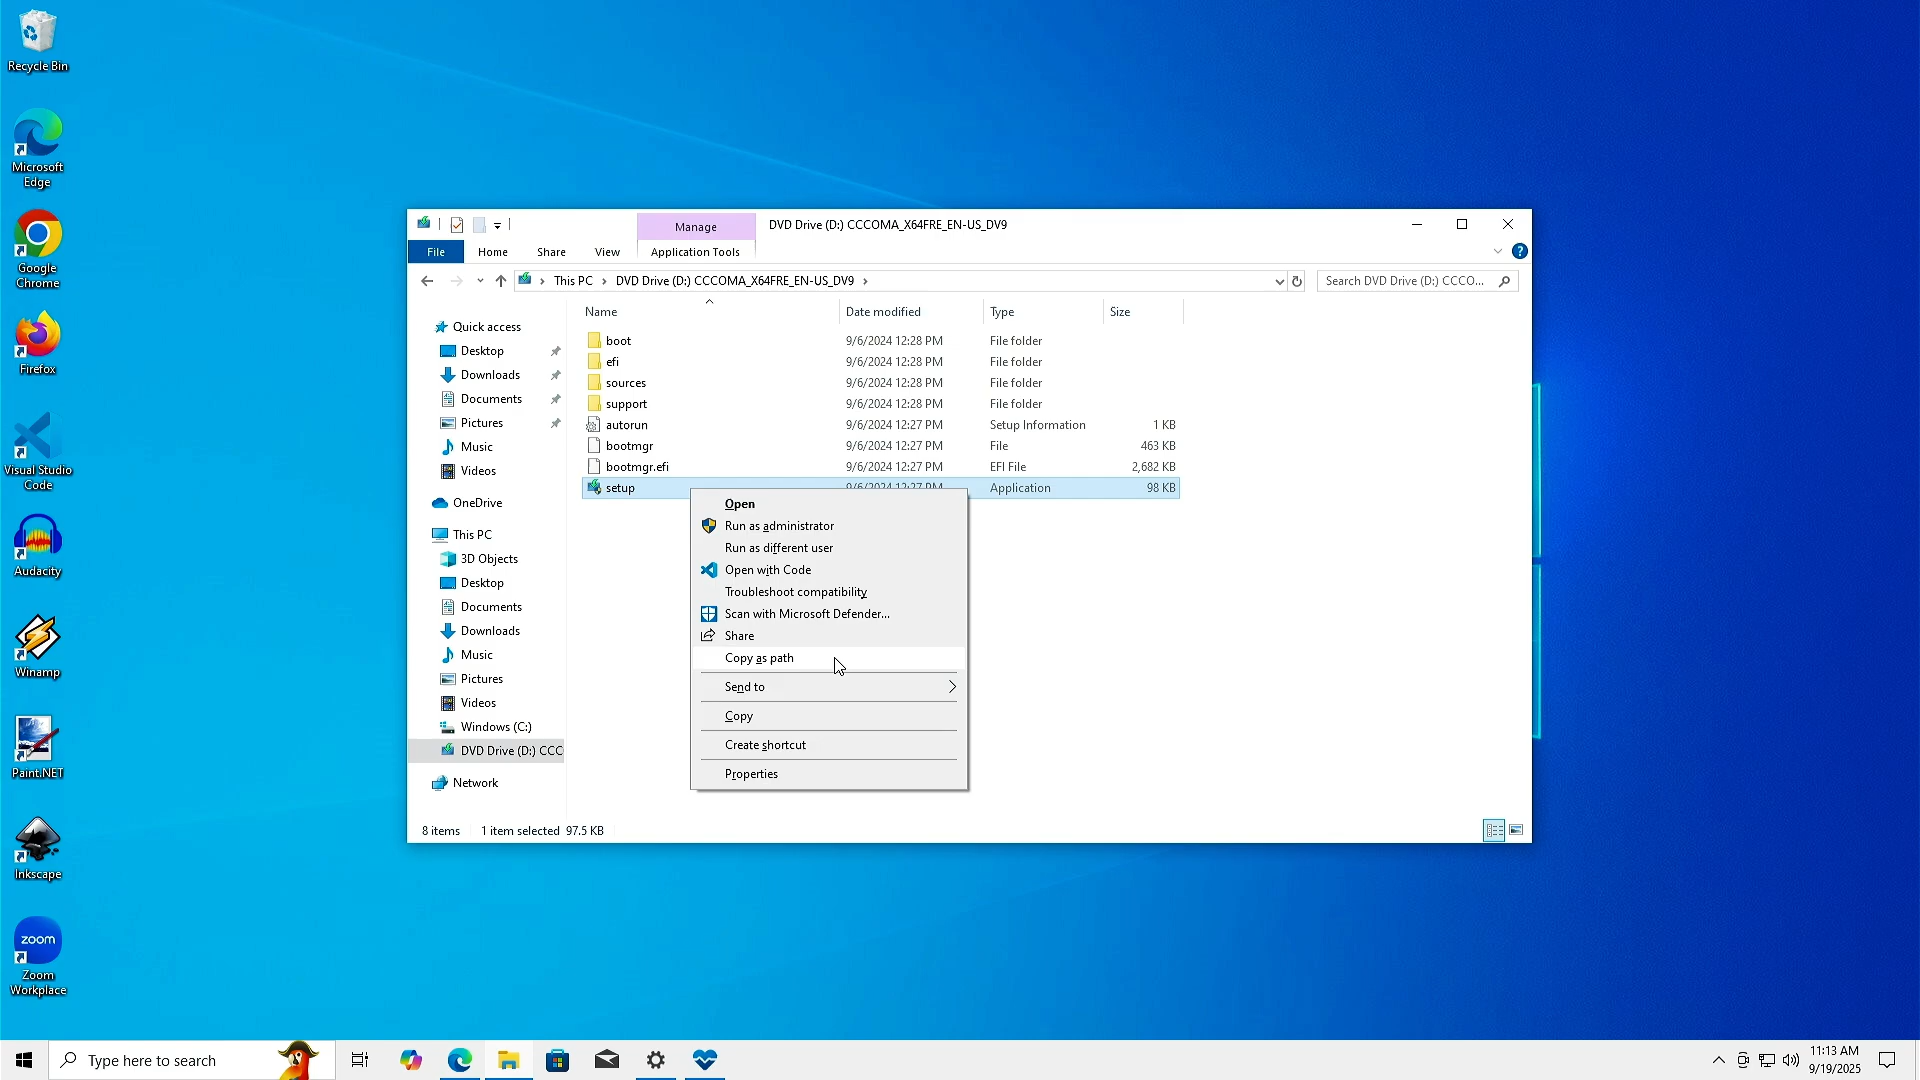 Recycle Bin
Microsoft
Edge
Google
Chrome
Firefox
Visual Studio
Code
Audacity
Winamp
Paint.NET
Inkscape
zoom
Zoom
Workplace
Manage
DVD Drive (D:) CCCOMA_X64FRE_EN-US_DV9
File
Home
Share
View
Application Tools
This PC
DVD Drive (D:) CCCOMA_X64FRE_EN-US_DV9
Search DVD Drive (D:) CCCO...
Quick access
Desktop
Downloads
Documents
Pictures
Music
Videos
OneDrive
This PC
3D Objects
Desktop
Documents
Downloads
Music
Pictures
Videos
Windows (C:)
DVD Drive (D:) CCC
Network
Name Date modified Type Size
boot 9/6/2024 12:28 PM File folder
efi 9/6/2024 12:28 PM File folder
sources 9/6/2024 12:28 PM File folder
support 9/6/2024 12:28 PM File folder
autorun 9/6/2024 12:27 PM Setup Information 1 KB
bootmgr 9/6/2024 12:27 PM File 463 KB
bootmgr.efi 9/6/2024 12:27 PM EFI File 2,682 KB
setup 9/6/2024 12:27 PM Application 98 KB
Open
Run as administrator
Run as different user
Open with Code
Troubleshoot compatibility
Scan with Microsoft Defender...
Share
Copy as path
Send to
Copy
Create shortcut
Properties
8 items 1 item selected 97.5 KB
Type here to search
11:13 AM
9/19/2025